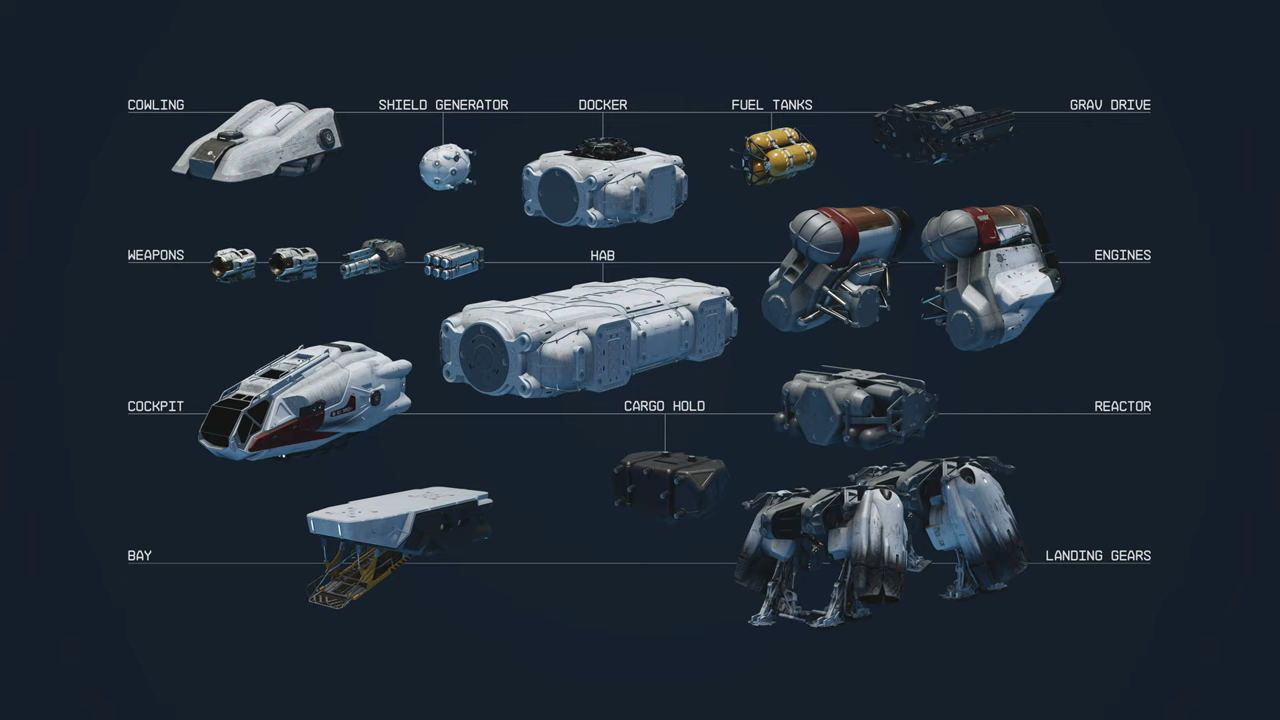 COWLING
SHIELD GENERATOR
DOCKER
FUEL TANKS
GRAV DRIVE
WEAPONS
HAB
ENGINES
COCKPIT
CARGO HOLD
REACTOR
BAY
LANDING GEARS